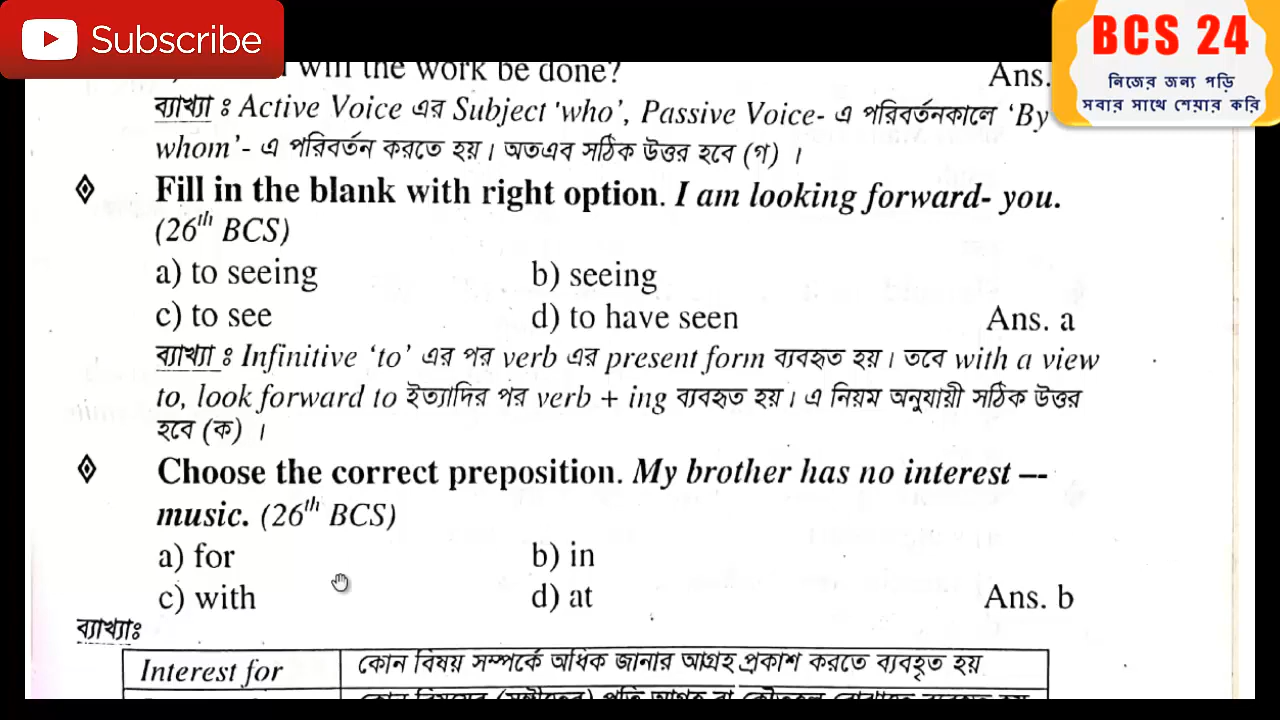 Subscribe
BCS 24
নিজের জন্য পড়ি
সবার সাথে শেয়ার করি
will the work be done?
Ans.
ব্যাখ্যা ঃ Active Voice এর Subject 'who', Passive Voice- এ পরিবর্তনকালে ‘By
whom’- এ পরিবর্তন করতে হয়। অতএব সঠিক উত্তর হবে (গ) ।
Fill in the blank with right option. I am looking forward- you.
(26th BCS)
a) to seeing b) seeing
c) to see d) to have seen Ans. a
ব্যাখ্যা ঃ Infinitive ‘to’ এর পর verb এর present form ব্যবহৃত হয়। তবে with a view
to, look forward to ইত্যাদির পর verb + ing ব্যবহৃত হয়। এ নিয়ম অনুযায়ী সঠিক উত্তর
হবে (ক) ।
Choose the correct preposition. My brother has no interest —-
music. (26th BCS)
a) for b) in
c) with d) at Ans. b
ব্যাখ্যাঃ
Interest for কোন বিষয় সম্পর্কে অধিক জানার আগ্রহ প্রকাশ করতে ব্যবহৃত হয়